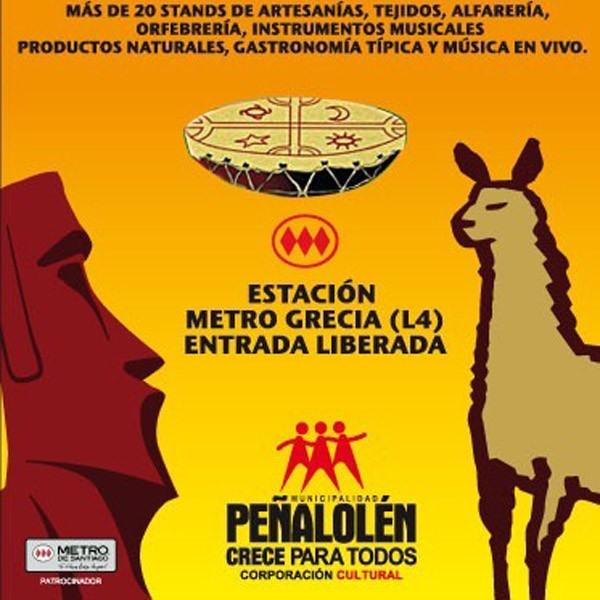 MÁS DE 20 STANDS DE ARTESANÍAS, TEJIDOS, ALFARERÍA,
ORFEBRERÍA, INSTRUMENTOS MUSICALES
PRODUCTOS NATURALES, GASTRONOMÍA TÍPICA Y MÚSICA EN VIVO.
ESTACIÓN
METRO GRECIA (L4)
ENTRADA LIBERADA
MUNICIPALIDAD
PEÑALOLÉN
CRECE PARA TODOS
CORPORACIÓN CULTURAL
METRO
DE SANTIAGO
PATROCINADOR